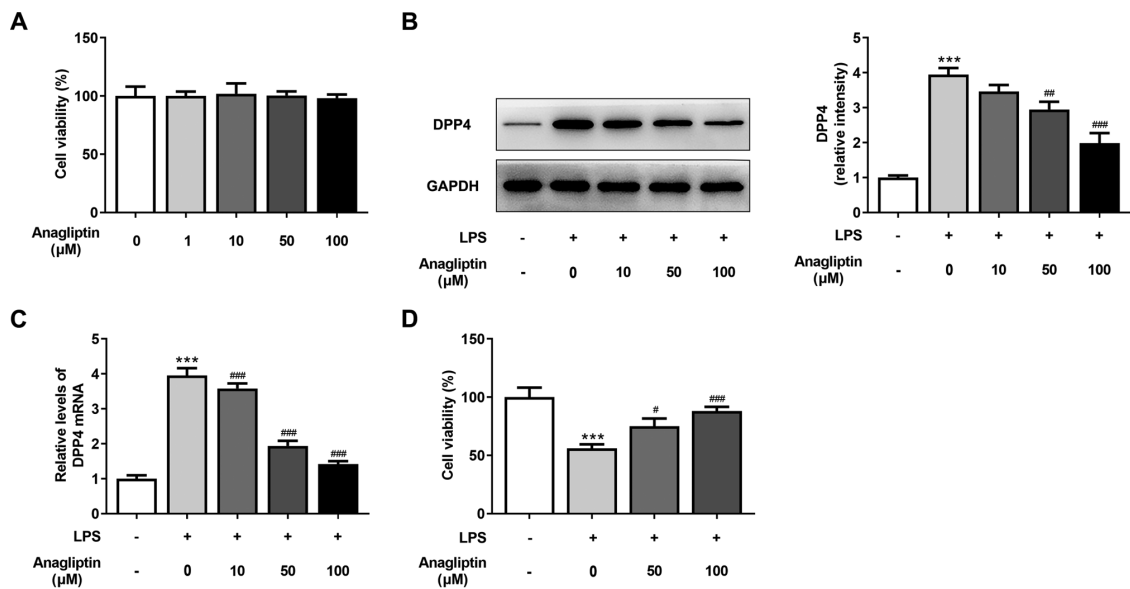 A
Cell viability (%)
150
100
50
0
Anagliptin
(μM)
0 1 10 50 100
B
DPP4
GAPDH
LPS - + + + +
Anagliptin
(μM)
- 0 10 50 100
DPP4
(relative intensity)
5
4
3
2
1
0
***
##
###
LPS - + + + +
Anagliptin
(μM)
- 0 10 50 100
C
Relative levels of
DPP4 mRNA
5
4
3
2
1
0
***
###
###
###
LPS - + + + +
Anagliptin
(μM)
- 0 10 50 100
D
Cell viability (%)
150
100
50
0
***
#
###
LPS - + + +
Anagliptin
(μM)
- 0 50 100